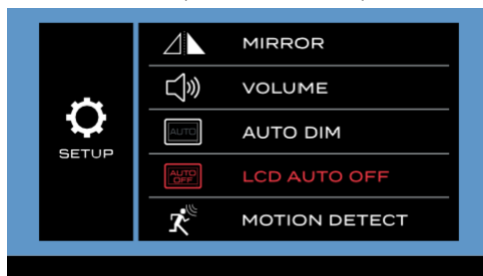 MIRROR
VOLUME
AUTO
AUTO DIM
SETUP
AUTO
OFF
LCD AUTO OFF
MOTION DETECT